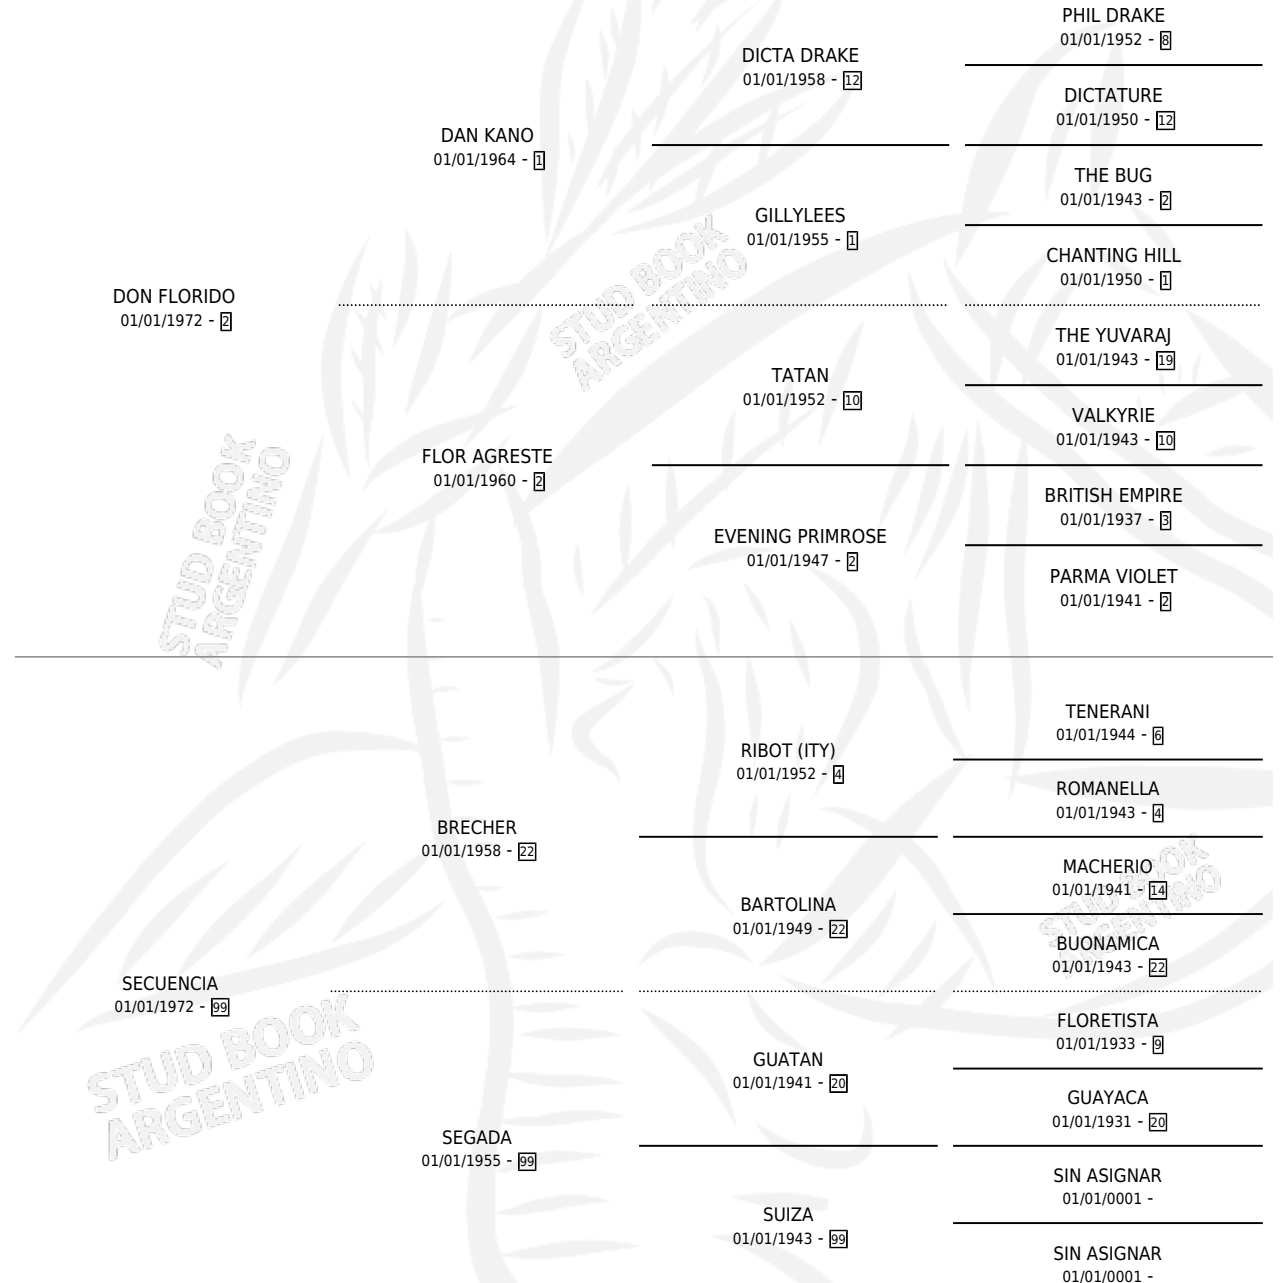 PHIL DRAKE
01/01/1952 - 8
DICTA DRAKE
01/01/1958 - 12
DICTATURE
01/01/1950 - 12
DAN KANO
01/01/1964 - 1
THE BUG
01/01/1943 - 2
GILLYLEES
01/01/1955 - 1
CHANTING HILL
01/01/1950 - 1
DON FLORIDO
01/01/1972 - 2
THE YUVARAJ
01/01/1943 - 19
TATAN
01/01/1952 - 10
VALKYRIE
01/01/1943 - 10
FLOR AGRESTE
01/01/1960 - 2
BRITISH EMPIRE
01/01/1937 - 3
EVENING PRIMROSE
01/01/1947 - 2
PARMA VIOLET
01/01/1941 - 2
STUD BOOK
ARGENTINO
STUD BOOK
ARGENTINO
TENERANI
01/01/1944 - 6
RIBOT (ITY)
01/01/1952 - 4
ROMANELLA
01/01/1943 - 4
BRECHER
01/01/1958 - 22
MACHERIO
01/01/1941 - 14
BARTOLINA
01/01/1949 - 22
BUONAMICA
01/01/1943 - 22
STUD BOOK
ARGENTINO
SECUENCIA
01/01/1972 - 99
FLORETISTA
01/01/1933 - 9
GUATAN
01/01/1941 - 20
GUAYACA
01/01/1931 - 20
SEGADA
01/01/1955 - 99
SIN ASIGNAR
01/01/0001 -
SUIZA
01/01/1943 - 99
SIN ASIGNAR
01/01/0001 -
STUD BOOK
ARGENTINO